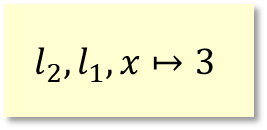 l₂, l₁, x ↦ 3